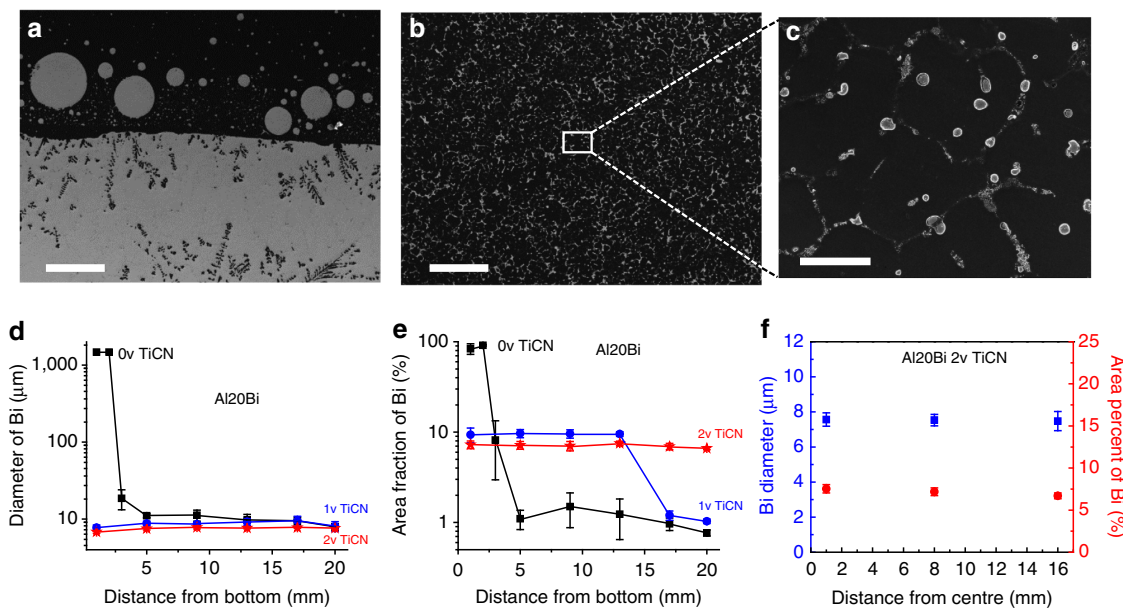 a
b
c
d
1,000
100
10
0v TiCN
Al20Bi
1v TiCN
2v TiCN
5
10
15
20
Diameter of Bi (μm)
Distance from bottom (mm)
e
100
10
1
0v TiCN
Al20Bi
2v TiCN
1v TiCN
0
5
10
15
20
Area fraction of Bi (%)
Distance from bottom (mm)
f
12
10
8
6
4
2
0
Al20Bi 2v TiCN
25
20
15
10
5
0
0 2 4 6 8 10 12 14 16
Bi diameter (μm)
Area percent of Bi (%)
Distance from centre (mm)